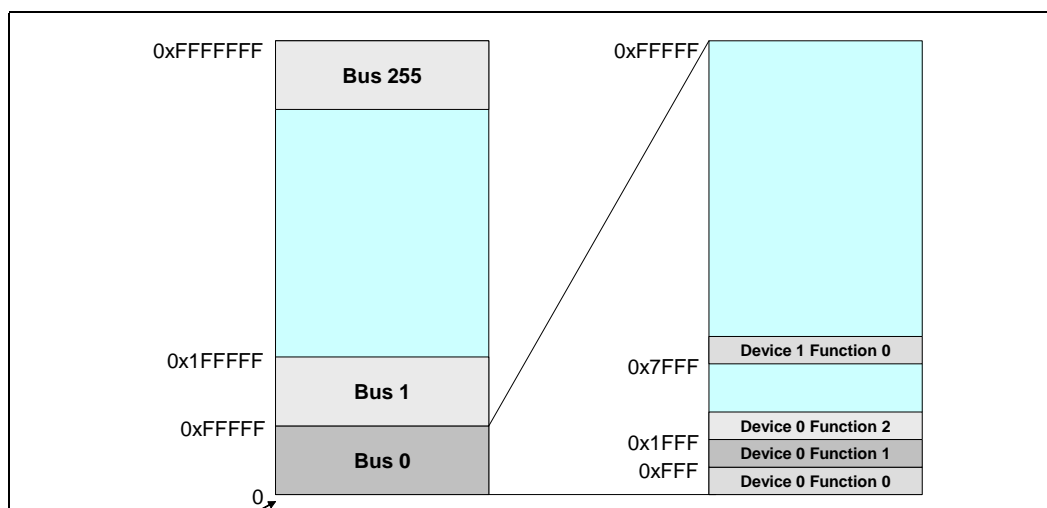 0xFFFFFFF
Bus 255
0x1FFFFF
Bus 1
0xFFFFF
Bus 0
0
0xFFFFF
Device 1 Function 0
0x7FFF
Device 0 Function 2
0x1FFF
Device 0 Function 1
0xFFF
Device 0 Function 0